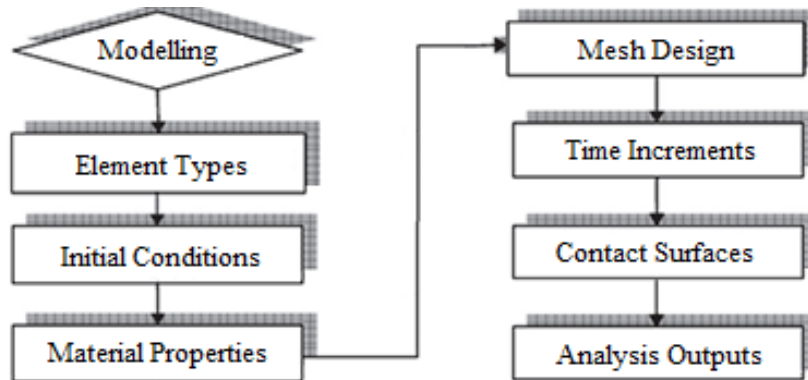 Modelling
Element Types
Initial Conditions
Material Properties
Mesh Design
Time Increments
Contact Surfaces
Analysis Outputs